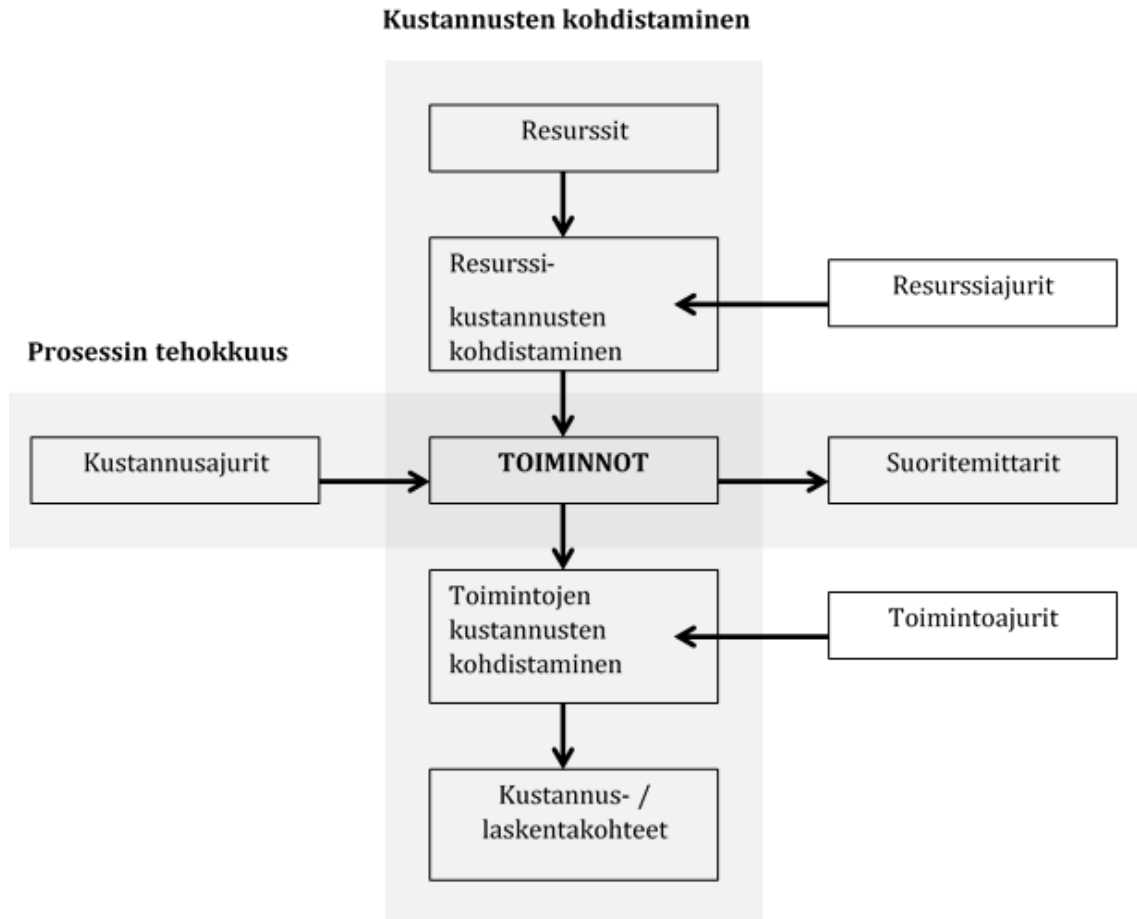 Kustannusten kohdistaminen
Resurssit
Resurssi-
kustannusten
kohdistaminen
Resurssiajurit
Prosessin tehokkuus
Kustannusajurit
TOIMINNOT
Suoritemittarit
Toimintojen
kustannusten
kohdistaminen
Toimintoajurit
Kustannus- /
laskentakohteet